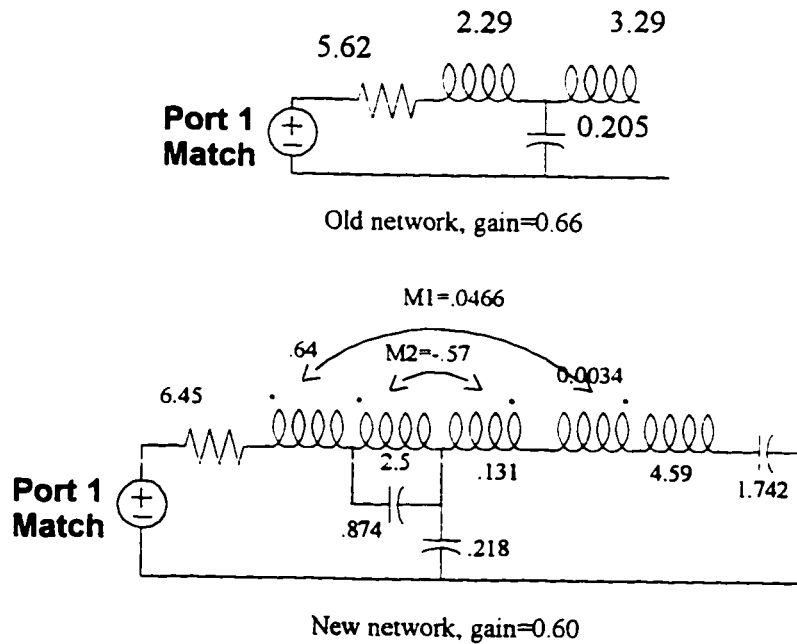 2.29 3.29
5.62
Port 1
Match
+
−
0.205
Old network, gain=0.66
M1=.0466
.64 M2=-.57 0.0034
6.45
2.5 .131 4.59 1.742
Port 1
Match
+
−
.874 .218
New network, gain=0.60